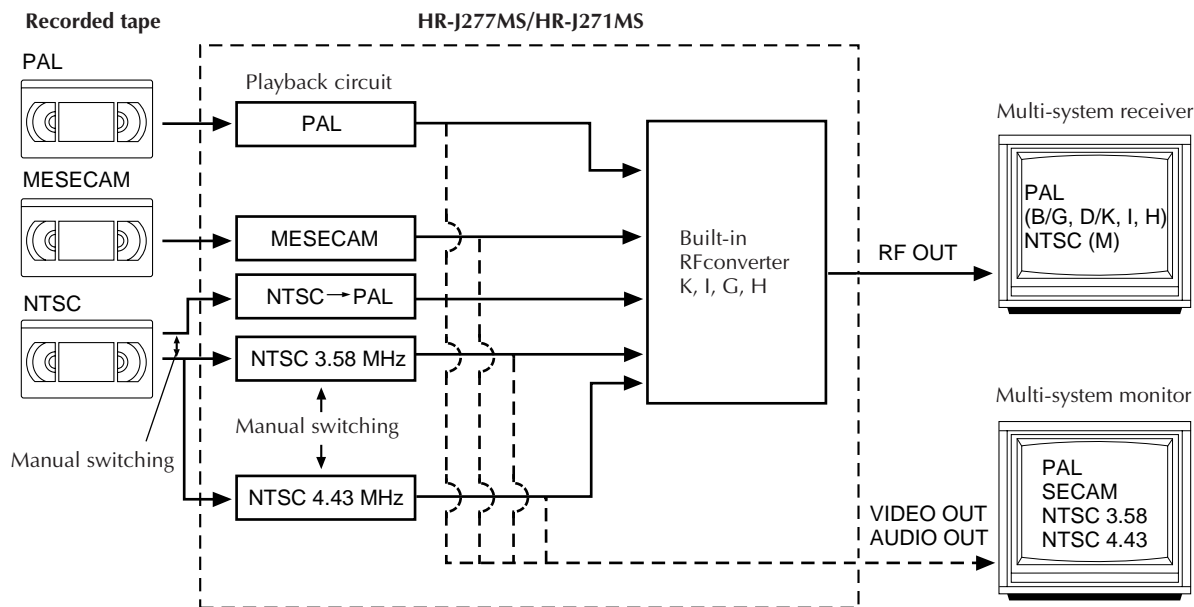 Recorded tape
HR-J277MS/HR-J271MS
PAL
Playback circuit
PAL
MESECAM
MESECAM
NTSC
NTSC→PAL
NTSC 3.58 MHz
Manual switching
Manual switching
NTSC 4.43 MHz
Built-in
RFconverter
K, I, G, H
RF OUT
Multi-system receiver
PAL
(B/G, D/K, I, H)
NTSC (M)
VIDEO OUT
AUDIO OUT
Multi-system monitor
PAL
SECAM
NTSC 3.58
NTSC 4.43